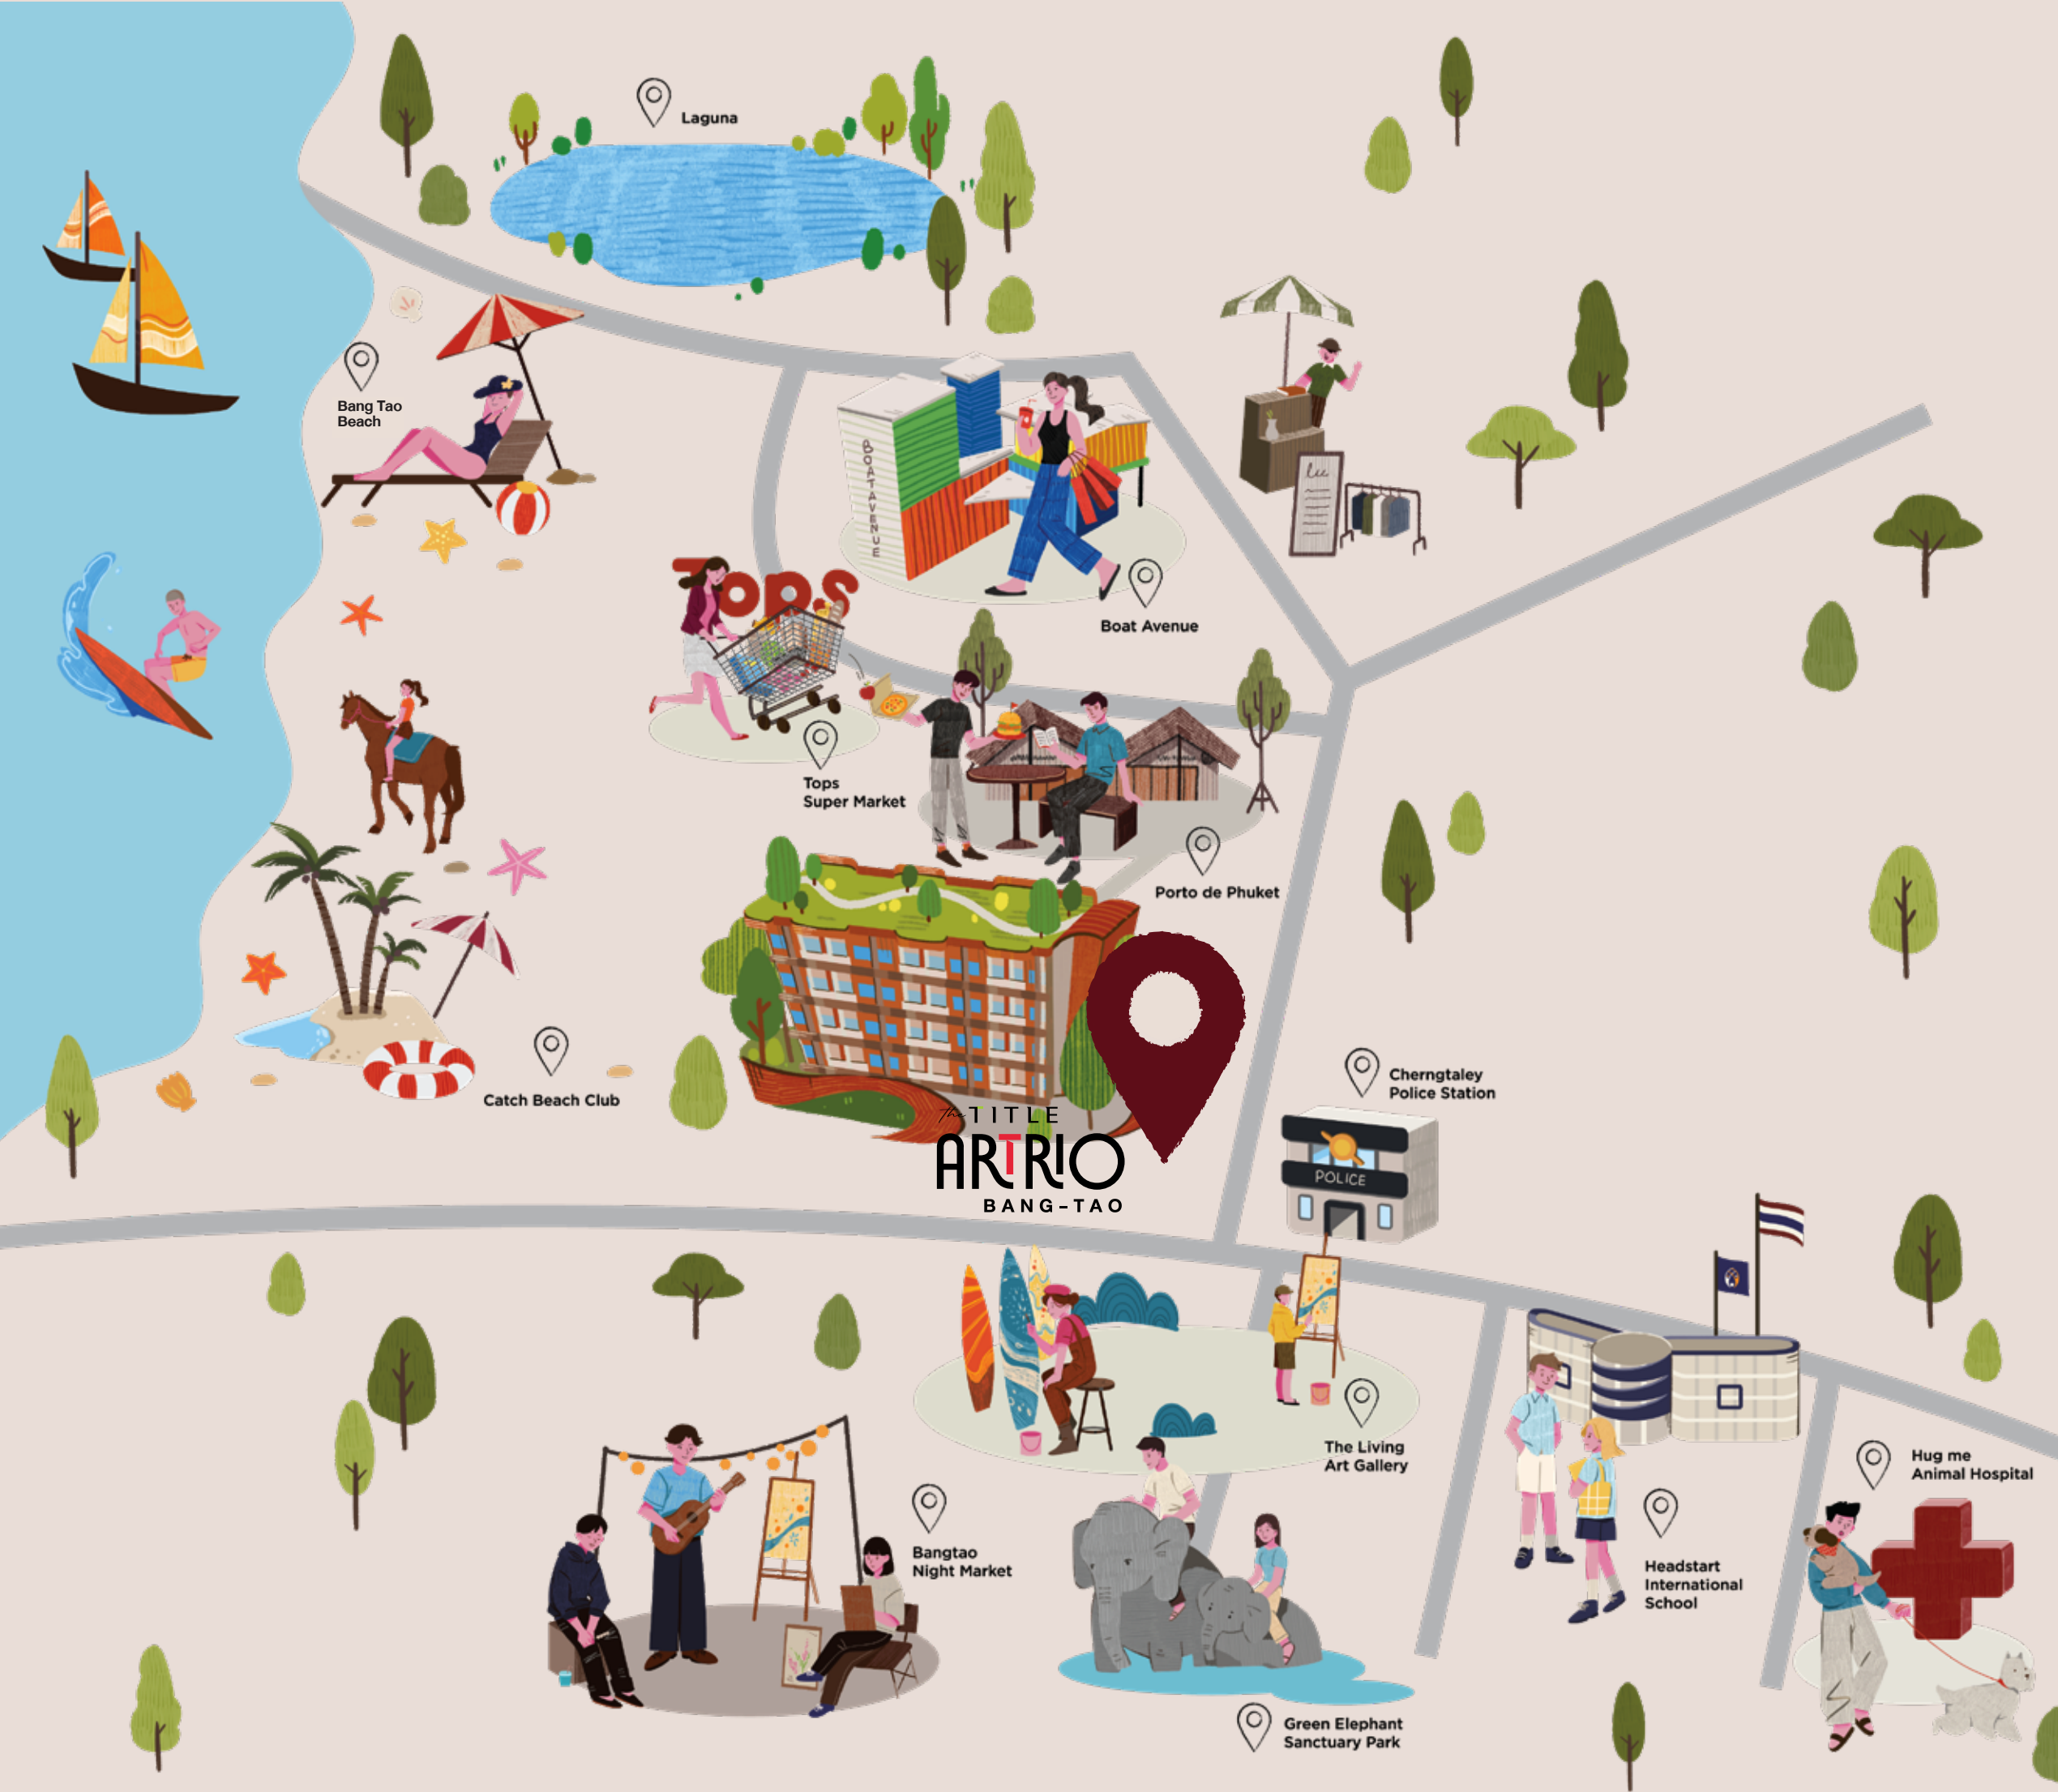 Laguna
Bang Tao
Beach
BOATAVENUE
Boat Avenue
TOPS
Tops
Super Market
Porto de Phuket
Catch Beach Club
The TITLE
ARTRIO
BANG-TAO
Cherngtaley
Police Station
POLICE
The Living
Art Gallery
Bangtao
Night Market
Headstart
International
School
Hug me
Animal Hospital
Green Elephant
Sanctuary Park